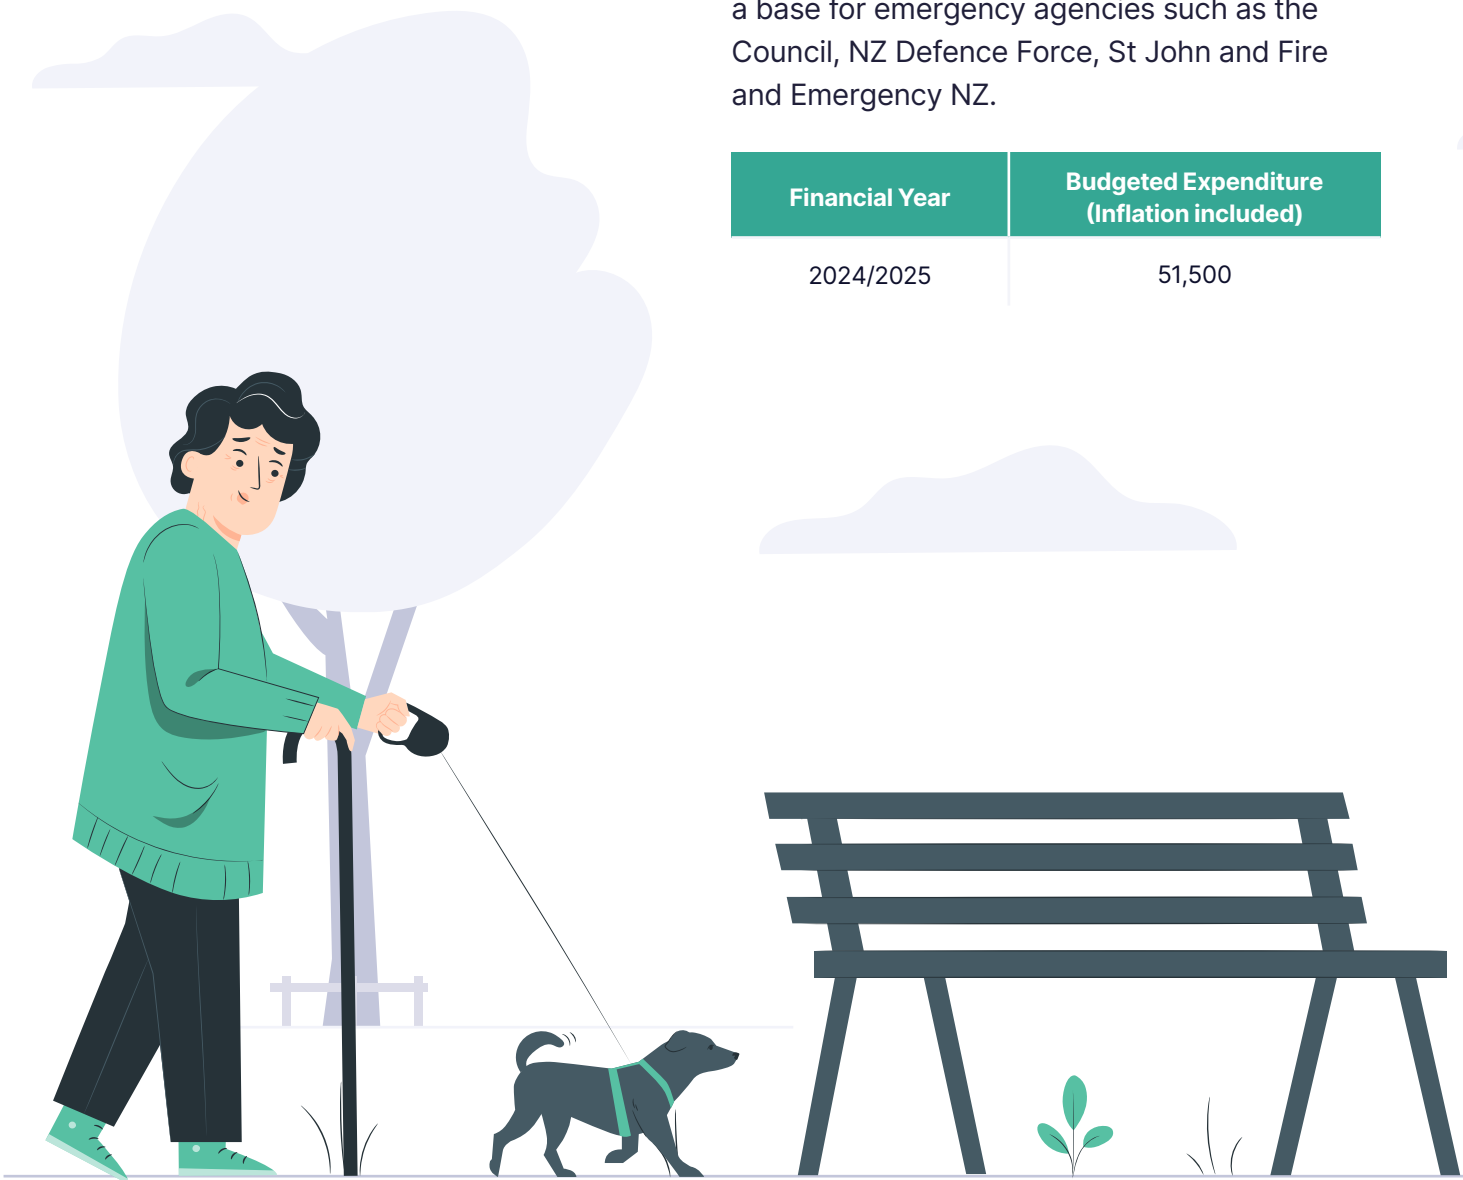 a base for emergency agencies such as the
Council, NZ Defence Force, St John and Fire
and Emergency NZ.
Financial Year
Budgeted Expenditure
(Inflation included)
2024/2025
51,500